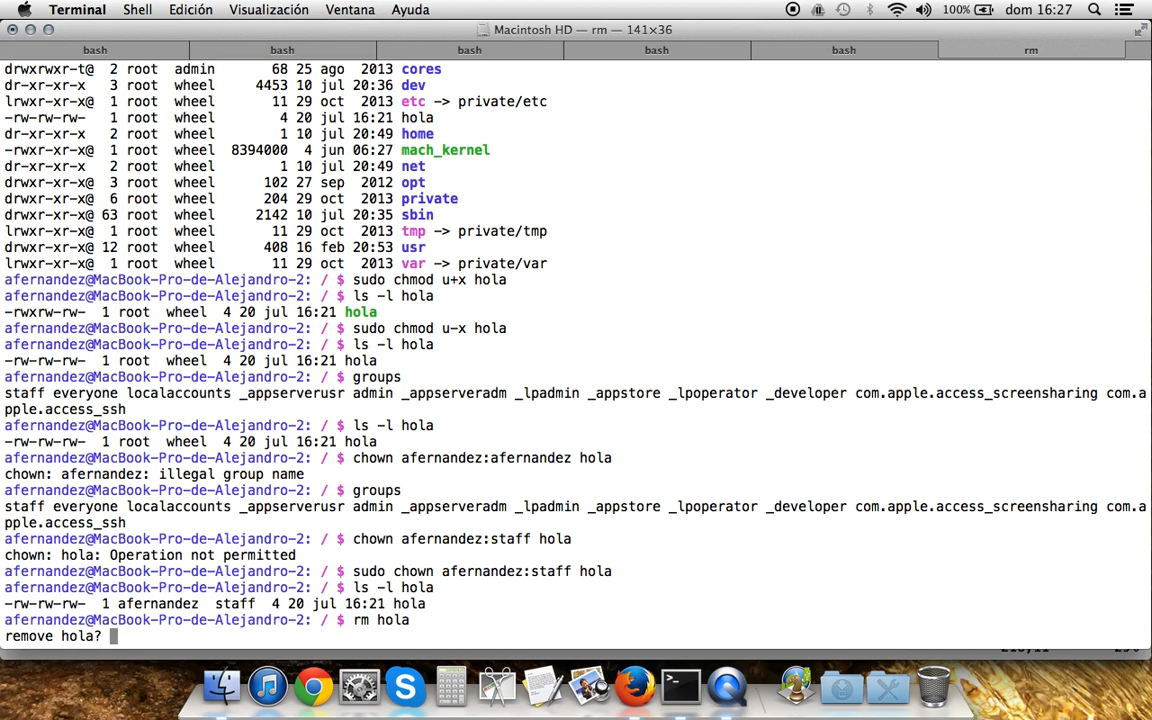 Terminal Shell Edición Visualización Ventana Ayuda 100% dom 16:27
Macintosh HD — rm — 141×36
bash bash bash bash bash rm
drwxrwxr-t@ 2 root admin 68 25 ago 2013 cores
dr-xr-xr-x 3 root wheel 4453 10 jul 20:36 dev
lrwxr-xr-x@ 1 root wheel 11 29 oct 2013 etc -> private/etc
-rw-rw-rw- 1 root wheel 4 20 jul 16:21 hola
dr-xr-xr-x 2 root wheel 1 10 jul 20:49 home
-rwxr-xr-x@ 1 root wheel 8394000 4 jun 06:27 mach_kernel
dr-xr-xr-x 2 root wheel 1 10 jul 20:49 net
drwxr-xr-x@ 3 root wheel 102 27 sep 2012 opt
drwxr-xr-x@ 6 root wheel 204 29 oct 2013 private
drwxr-xr-x@ 63 root wheel 2142 10 jul 20:35 sbin
lrwxr-xr-x@ 1 root wheel 11 29 oct 2013 tmp -> private/tmp
drwxr-xr-x@ 12 root wheel 408 16 feb 20:53 usr
lrwxr-xr-x@ 1 root wheel 11 29 oct 2013 var -> private/var
afernandez@MacBook-Pro-de-Alejandro-2: / $ sudo chmod u+x hola
afernandez@MacBook-Pro-de-Alejandro-2: / $ ls -l hola
-rwxrw-rw- 1 root wheel 4 20 jul 16:21 hola
afernandez@MacBook-Pro-de-Alejandro-2: / $ sudo chmod u-x hola
afernandez@MacBook-Pro-de-Alejandro-2: / $ ls -l hola
-rw-rw-rw- 1 root wheel 4 20 jul 16:21 hola
afernandez@MacBook-Pro-de-Alejandro-2: / $ groups
staff everyone localaccounts _appserverusr admin _appserveradm _lpadmin _appstore _lpoperator _developer com.apple.access_screensharing com.a
pple.access_ssh
afernandez@MacBook-Pro-de-Alejandro-2: / $ ls -l hola
-rw-rw-rw- 1 root wheel 4 20 jul 16:21 hola
afernandez@MacBook-Pro-de-Alejandro-2: / $ chown afernandez:afernandez hola
chown: afernandez: illegal group name
afernandez@MacBook-Pro-de-Alejandro-2: / $ groups
staff everyone localaccounts _appserverusr admin _appserveradm _lpadmin _appstore _lpoperator _developer com.apple.access_screensharing com.a
pple.access_ssh
afernandez@MacBook-Pro-de-Alejandro-2: / $ chown afernandez:staff hola
chown: hola: Operation not permitted
afernandez@MacBook-Pro-de-Alejandro-2: / $ sudo chown afernandez:staff hola
afernandez@MacBook-Pro-de-Alejandro-2: / $ ls -l hola
-rw-rw-rw- 1 afernandez staff 4 20 jul 16:21 hola
afernandez@MacBook-Pro-de-Alejandro-2: / $ rm hola
remove hola?